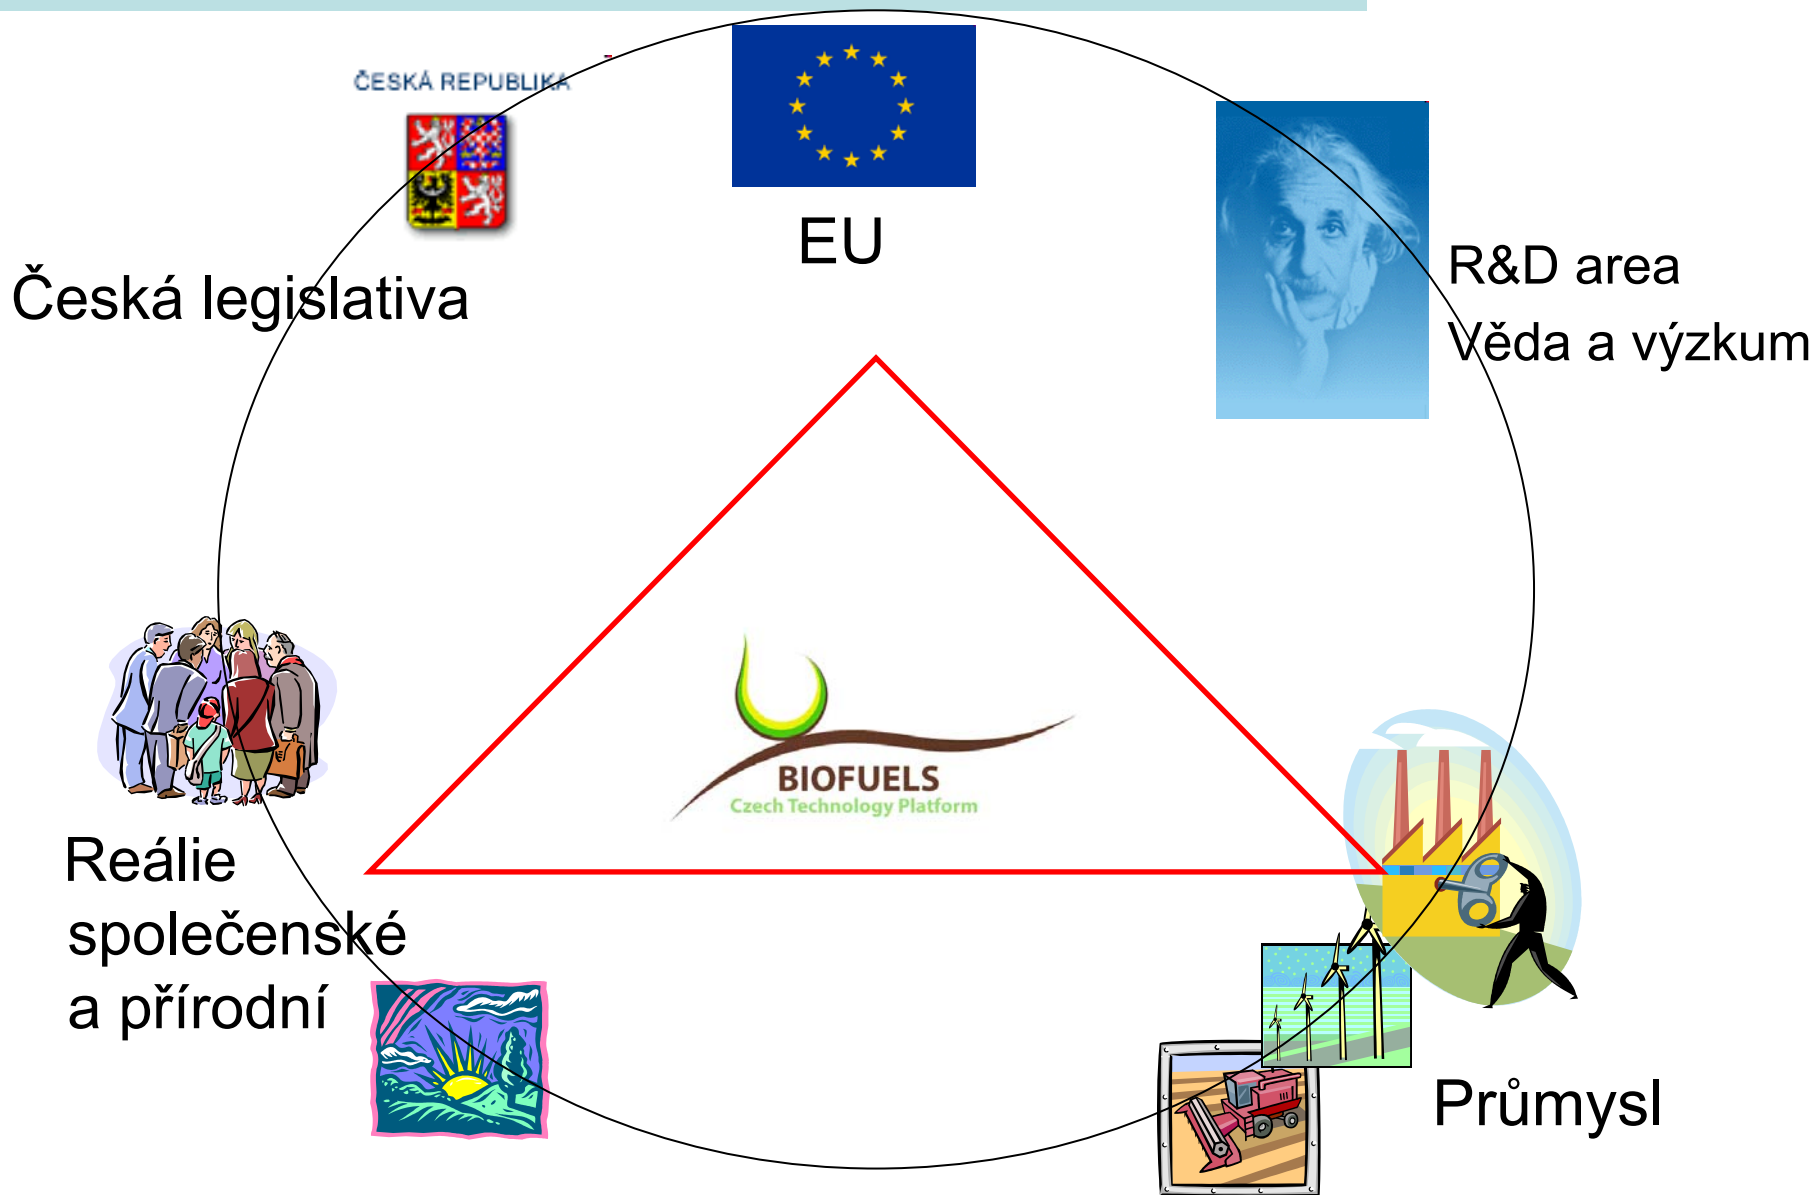 ČESKÁ REPUBLIKA
EU
Česká legislativa
R&D area
Věda a výzkum
BIOFUELS
Czech Technology Platform
Reálie
společenské
a přírodní
Průmysl